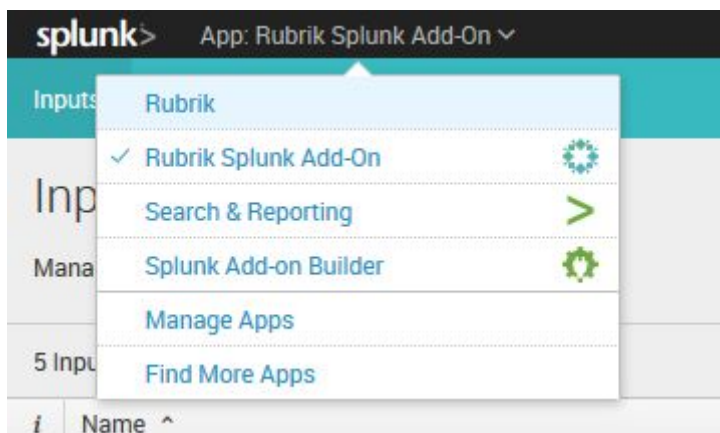 splunk> App: Rubrik Splunk Add-On
Inputs
Rubrik
Rubrik Splunk Add-On
Search & Reporting
Splunk Add-on Builder
Manage Apps
Find More Apps
Inp
Mana
5 Inpu
i Name